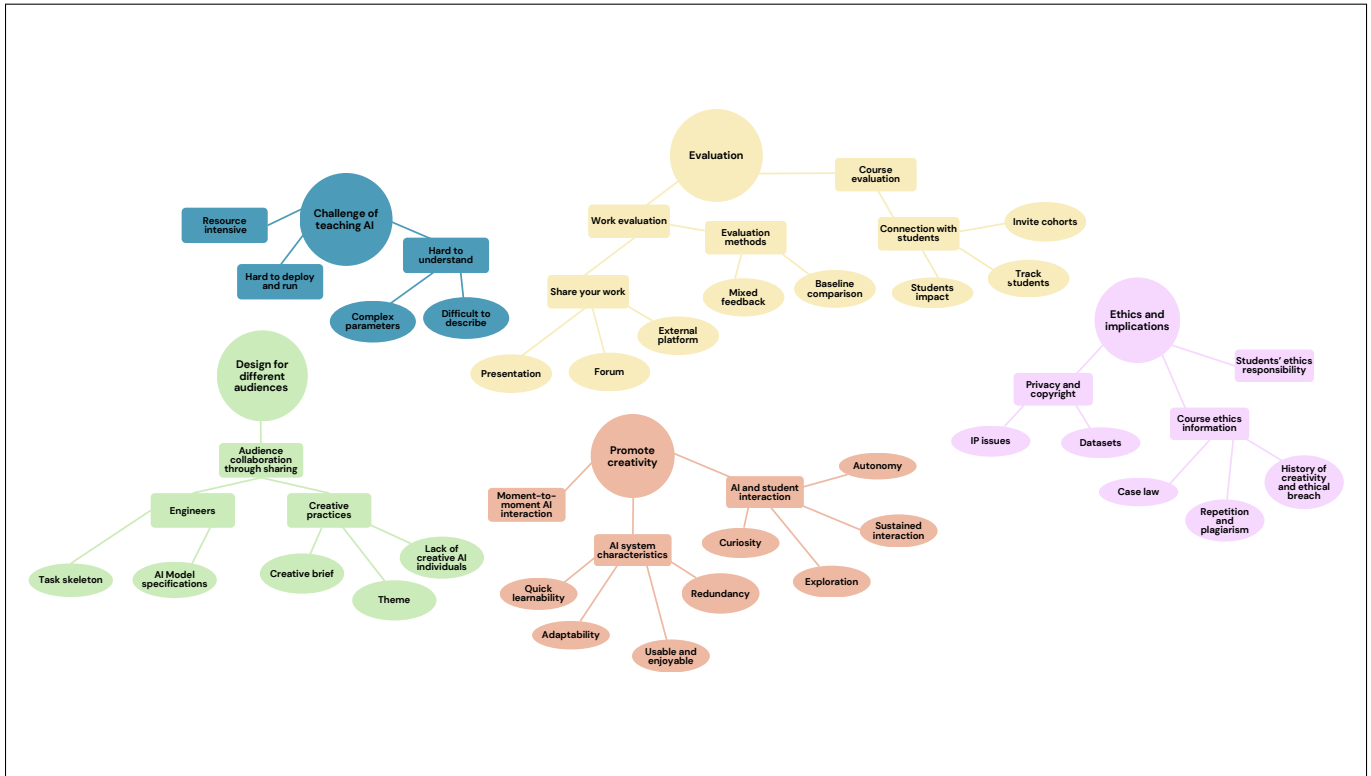 Challenge of
teaching AI
Resource
intensive
Hard to deploy
and run
Hard to
understand
Complex
parameters
Difficult to
describe
Evaluation
Course
evaluation
Work evaluation
Evaluation
methods
Connection with
students
Invite cohorts
Track
students
Students
impact
Share your work
Mixed
feedback
Baseline
comparison
External
platform
Presentation
Forum
Ethics and
implications
Students' ethics
responsibility
Privacy and
copyright
IP issues
Datasets
Course ethics
information
Case law
Repetition
and
plagiarism
History of
creativity
and ethical
breach
Design for
different
audiences
Audience
collaboration
through sharing
Engineers
Creative
practices
Task skeleton
AI Model
specifications
Creative brief
Theme
Lack of
creative AI
individuals
Promote
creativity
Moment-to-
moment AI
interaction
AI system
characteristics
AI and student
interaction
Autonomy
Sustained
interaction
Curiosity
Exploration
Quick
learnability
Adaptability
Usable and
enjoyable
Redundancy